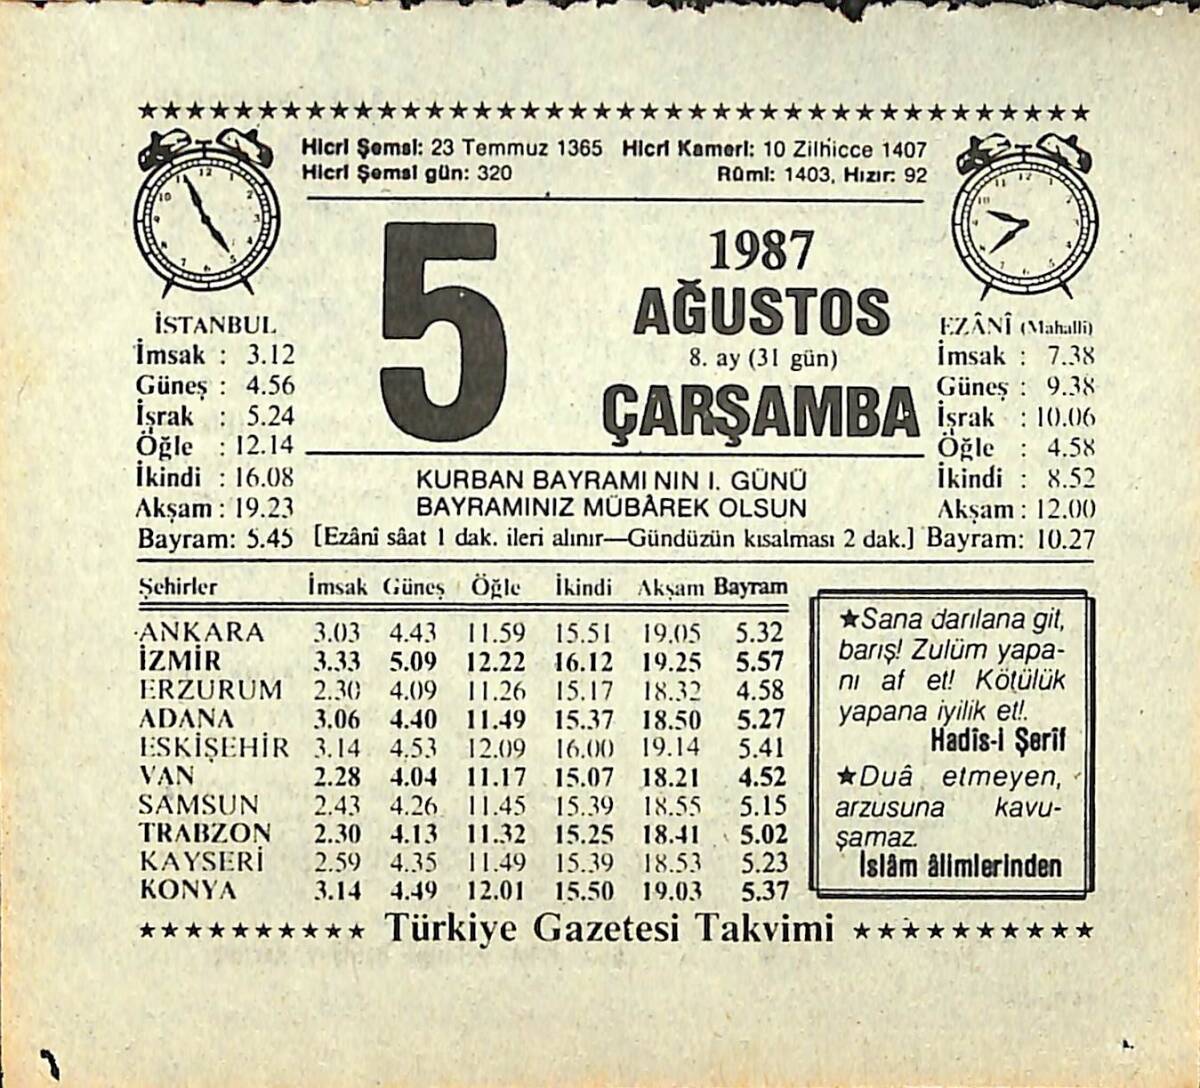 Hicrî Şemsî: 23 Temmuz 1365 Hicrî Kamerî: 10 Zilhicce 1407
Hicrî Şemsî gün: 320 Rûmî: 1403, Hızır: 92
5
1987
AĞUSTOS
8. ay (31 gün)
ÇARŞAMBA
İSTANBUL
İmsak : 3.12
Güneş : 4.56
İşrak : 5.24
Öğle : 12.14
İkindi : 16.08
Akşam : 19.23
Bayram: 5.45
EZÂNÎ (Mahallî)
İmsak : 7.38
Güneş : 9.38
İşrak : 10.06
Öğle : 4.58
İkindi : 8.52
Akşam : 12.00
Bayram: 10.27
KURBAN BAYRAMI NIN I. GÜNÜ
BAYRAMINIZ MÜBÂREK OLSUN
[Ezânî sâat 1 dak. ileri alınır—Gündüzün kısalması 2 dak.]
Şehirler İmsak Güneş Öğle İkindi Akşam Bayram
ANKARA 3.03 4.43 11.59 15.51 19.05 5.32
İZMİR 3.33 5.09 12.22 16.12 19.25 5.57
ERZURUM 2.30 4.09 11.26 15.17 18.32 4.58
ADANA 3.06 4.40 11.49 15.37 18.50 5.27
ESKİŞEHİR 3.14 4.53 12.09 16.00 19.14 5.41
VAN 2.28 4.04 11.17 15.07 18.21 4.52
SAMSUN 2.43 4.26 11.45 15.39 18.55 5.15
TRABZON 2.30 4.13 11.32 15.25 18.41 5.02
KAYSERİ 2.59 4.35 11.49 15.39 18.53 5.23
KONYA 3.14 4.49 12.01 15.50 19.03 5.37
★Sana darılana git,
barış! Zulüm yapa-
nı af et! Kötülük
yapana iyilik et!.
Hadîs-i Şerîf
★Duâ etmeyen,
arzusuna kavu-
şamaz.
İslâm âlimlerinden
★★★★★★★★★★ Türkiye Gazetesi Takvimi ★★★★★★★★★★